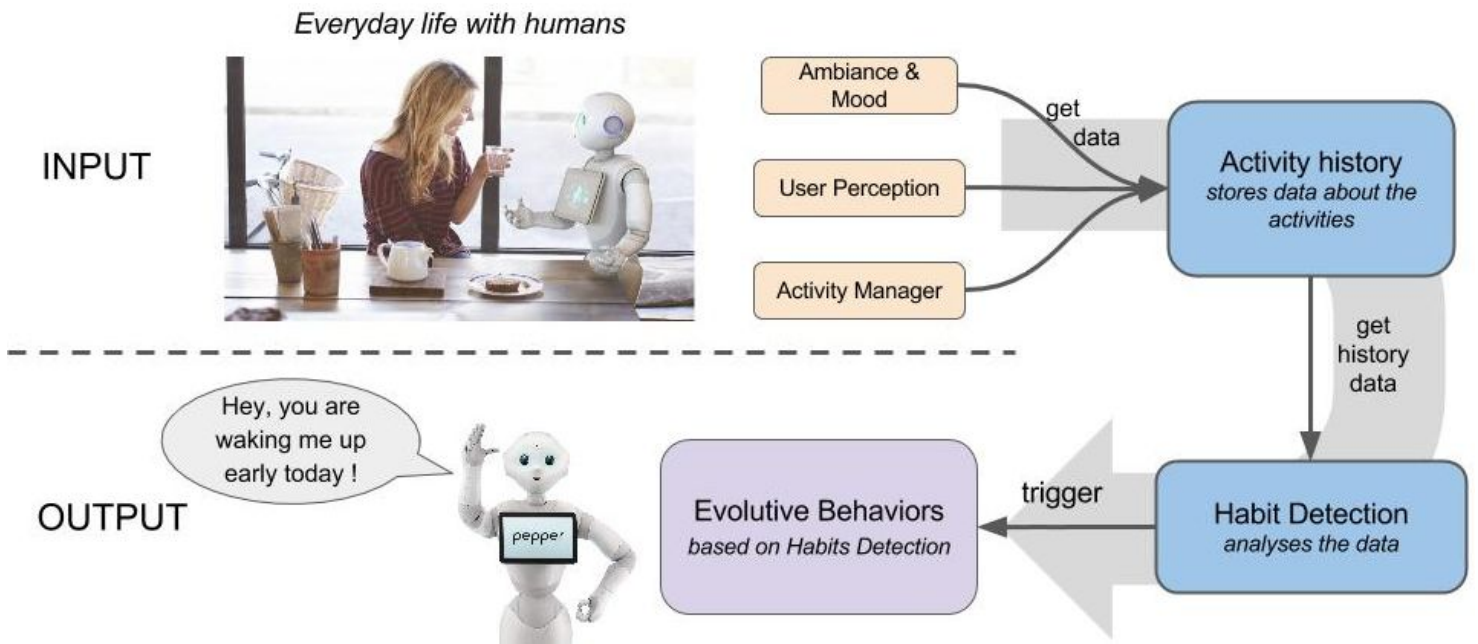 Everyday life with humans
INPUT
Ambiance &
Mood
User Perception
Activity Manager
get
data
Activity history
stores data about the
activities
get
history
data
Hey, you are
waking me up
early today !
OUTPUT
pepper
Evolutive Behaviors
based on Habits Detection
trigger
Habit Detection
analyses the data